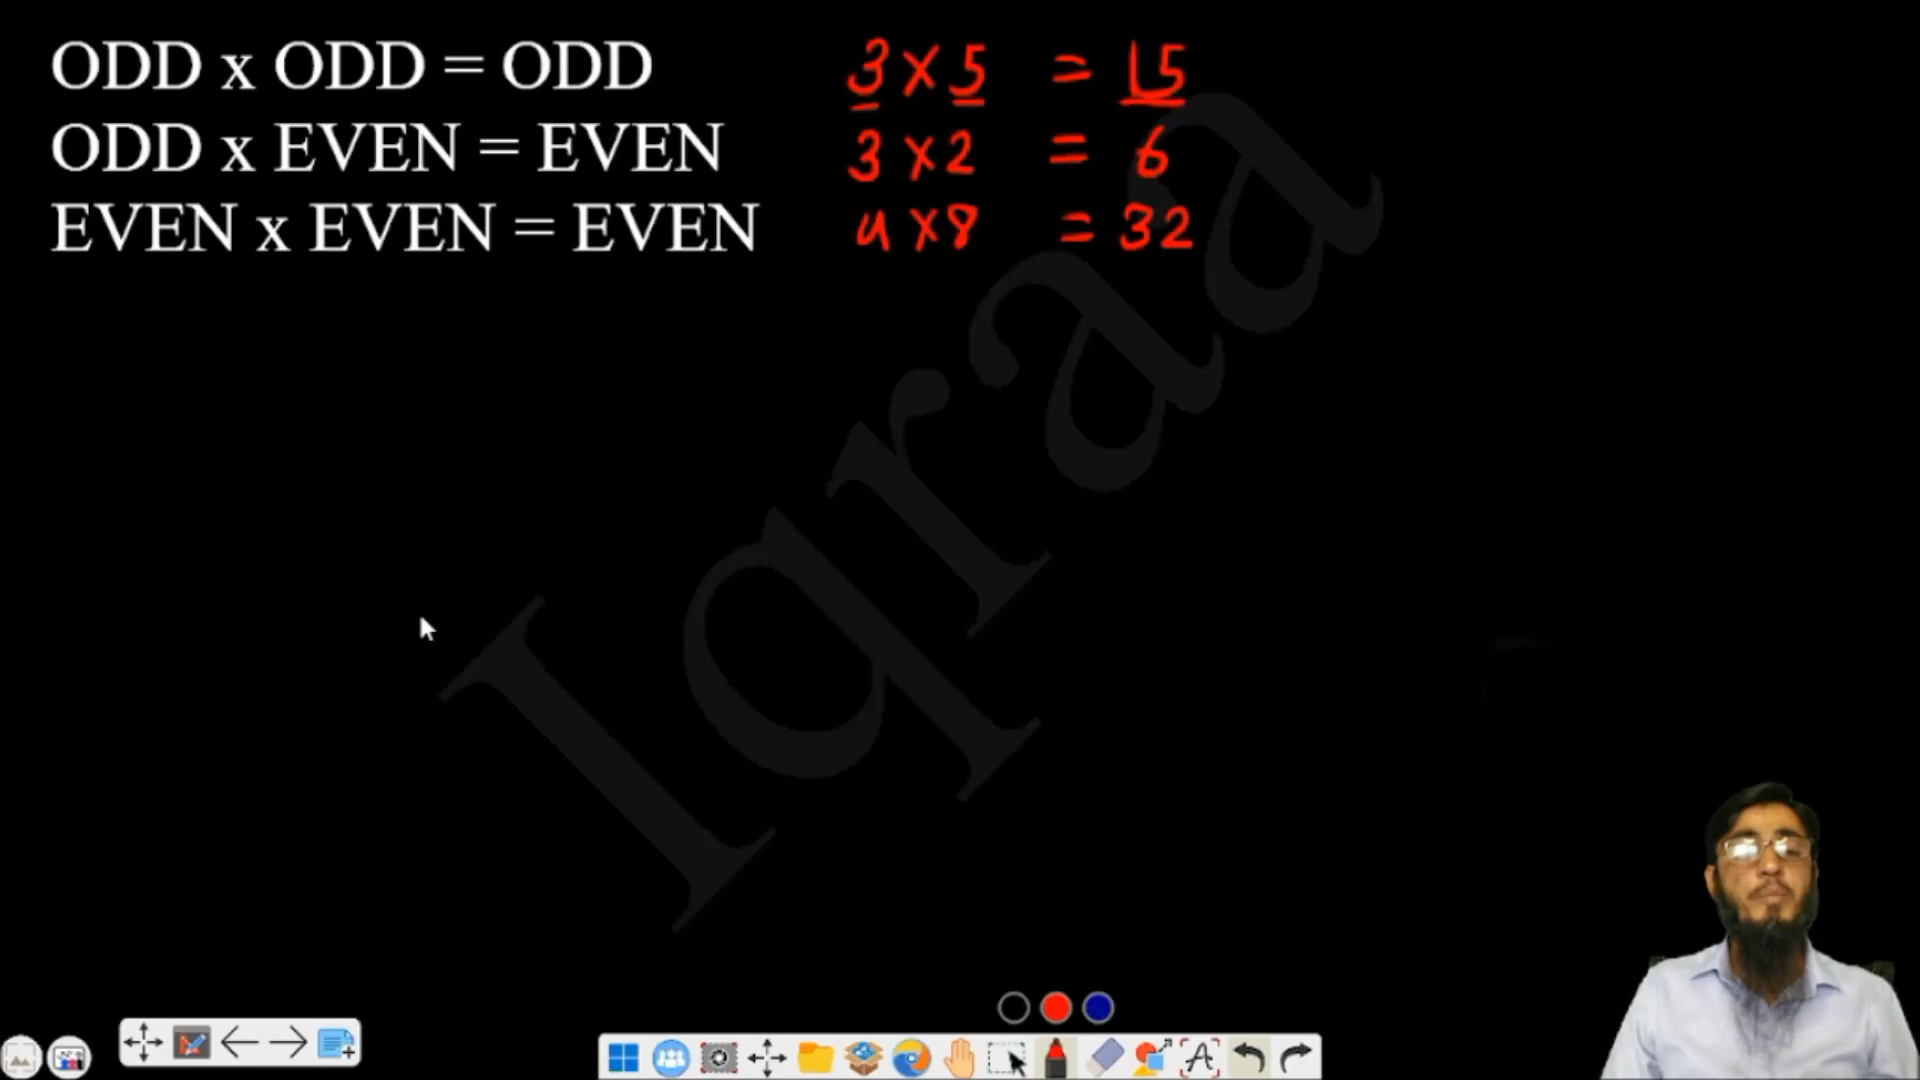 ODD x ODD = ODD 3 x 5 = 15
ODD x EVEN = EVEN 3 x 2 = 6
EVEN x EVEN = EVEN 4 x 8 = 32
Iqraa